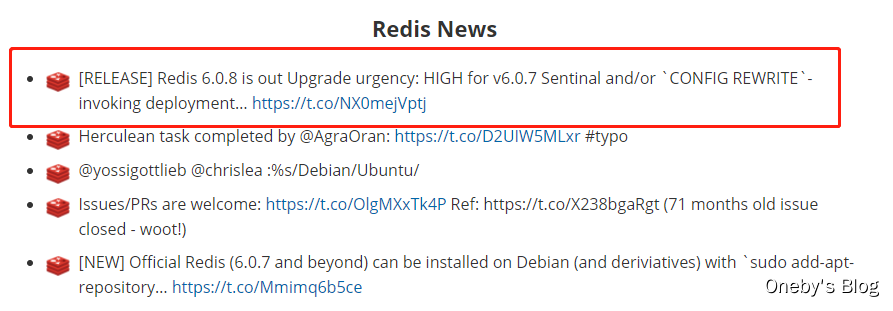 Redis News
[RELEASE] Redis 6.0.8 is out Upgrade urgency: HIGH for v6.0.7 Sentinal and/or `CONFIG REWRITE`-
invoking deployment... https://t.co/NX0mejVptj
Herculean task completed by @AgraOran: https://t.co/D2UIW5MLxr #typo
@yossigottlieb @chrislea :%s/Debian/Ubuntu/
Issues/PRs are welcome: https://t.co/OlgMXxTk4P Ref: https://t.co/X238bgaRgt (71 months old issue
closed - woot!)
[NEW] Official Redis (6.0.7 and beyond) can be installed on Debian (and deriviatives) with `sudo add-apt-
repository... https://t.co/Mmimq6b5ce
Oneby's Blog